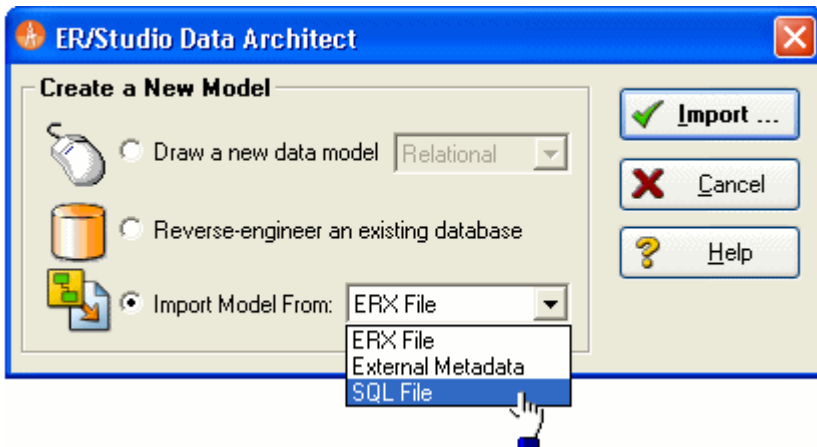 ER/Studio Data Architect
Create a New Model
Draw a new data model Relational
Reverse-engineer an existing database
Import Model From: ERX File
ERX File
External Metadata
SQL File
Import ...
Cancel
Help